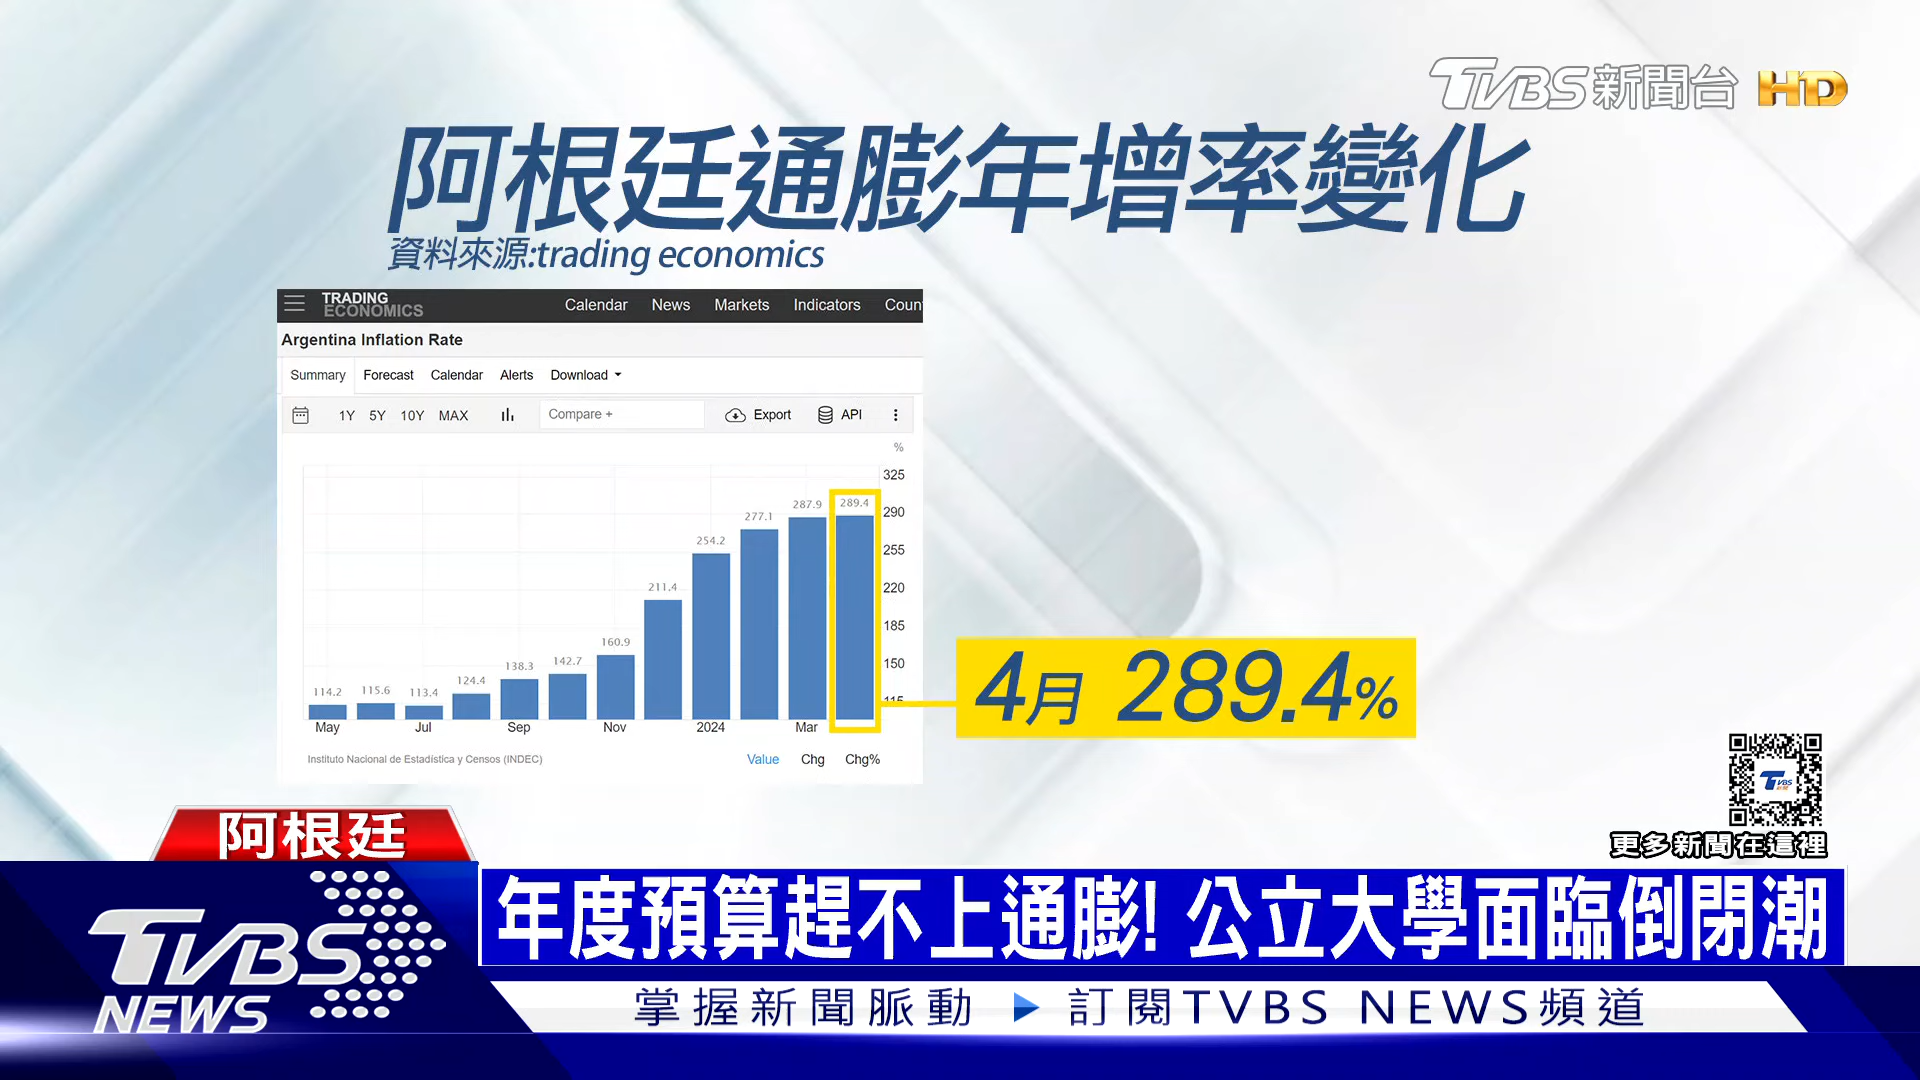 TVBS新聞台 HD
阿根廷通膨年增率變化
資料來源:trading economics
TRADING
ECONOMICS
Calendar News Markets Indicators Coun
Argentina Inflation Rate
Summary Forecast Calendar Alerts Download
1Y 5Y 10Y MAX Compare + Export API
%
325
290
255
220
185
150
115
114.2 115.6 113.4 124.4 138.3 142.7 160.9 211.4 254.2 277.1 287.9 289.4
May Jul Sep Nov 2024 Mar
Instituto Nacional de Estadística y Censos (INDEC)
Value Chg Chg%
4月 289.4%
TVBS
新聞
更多新聞在這裡
阿根廷
年度預算趕不上通膨! 公立大學面臨倒閉潮
TVBS
NEWS
掌握新聞脈動 ▶ 訂閱TVBS NEWS頻道